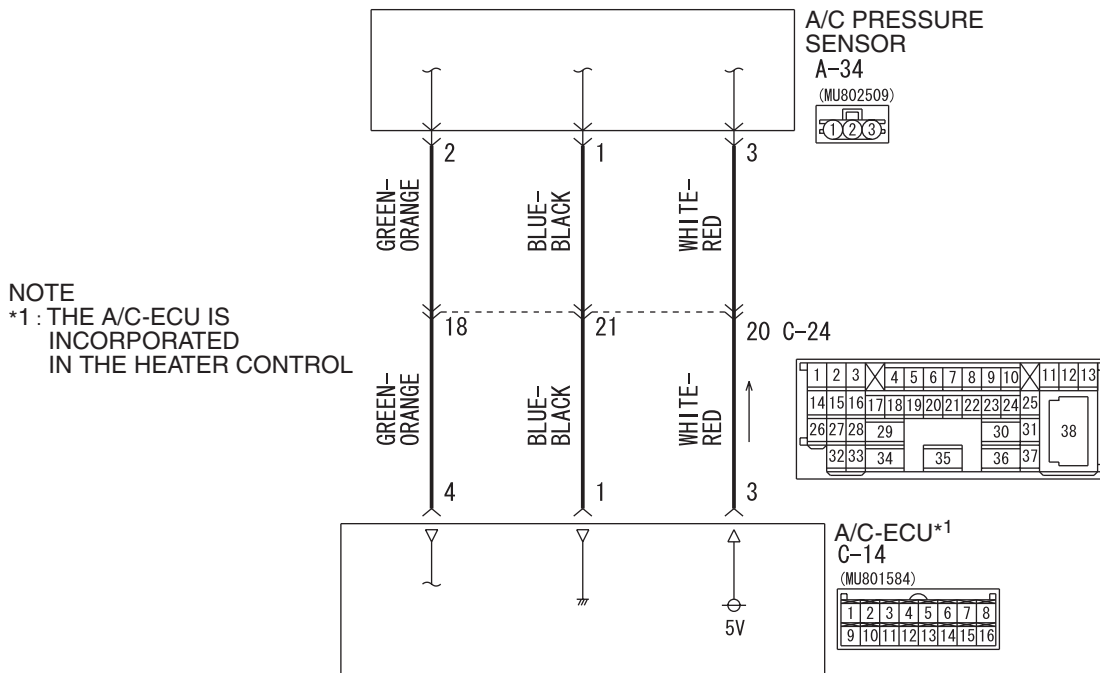 A/C PRESSURE
SENSOR
A-34
(MU802509)
1 2 3
2 1 3
GREEN-
ORANGE
BLUE-
BLACK
WHITE-
RED
NOTE
*1 : THE A/C-ECU IS
INCORPORATED
IN THE HEATER CONTROL
18 21 20 C-24
1 2 3 4 5 6 7 8 9 10 11 12 13
14 15 16 17 18 19 20 21 22 23 24 25
26 27 28 29 30 31 38
32 33 34 35 36 37
GREEN-
ORANGE
BLUE-
BLACK
WHITE-
RED
4 1 3
A/C-ECU*1
C-14
(MU801584)
1 2 3 4 5 6 7 8
9 10 11 12 13 14 15 16
5V